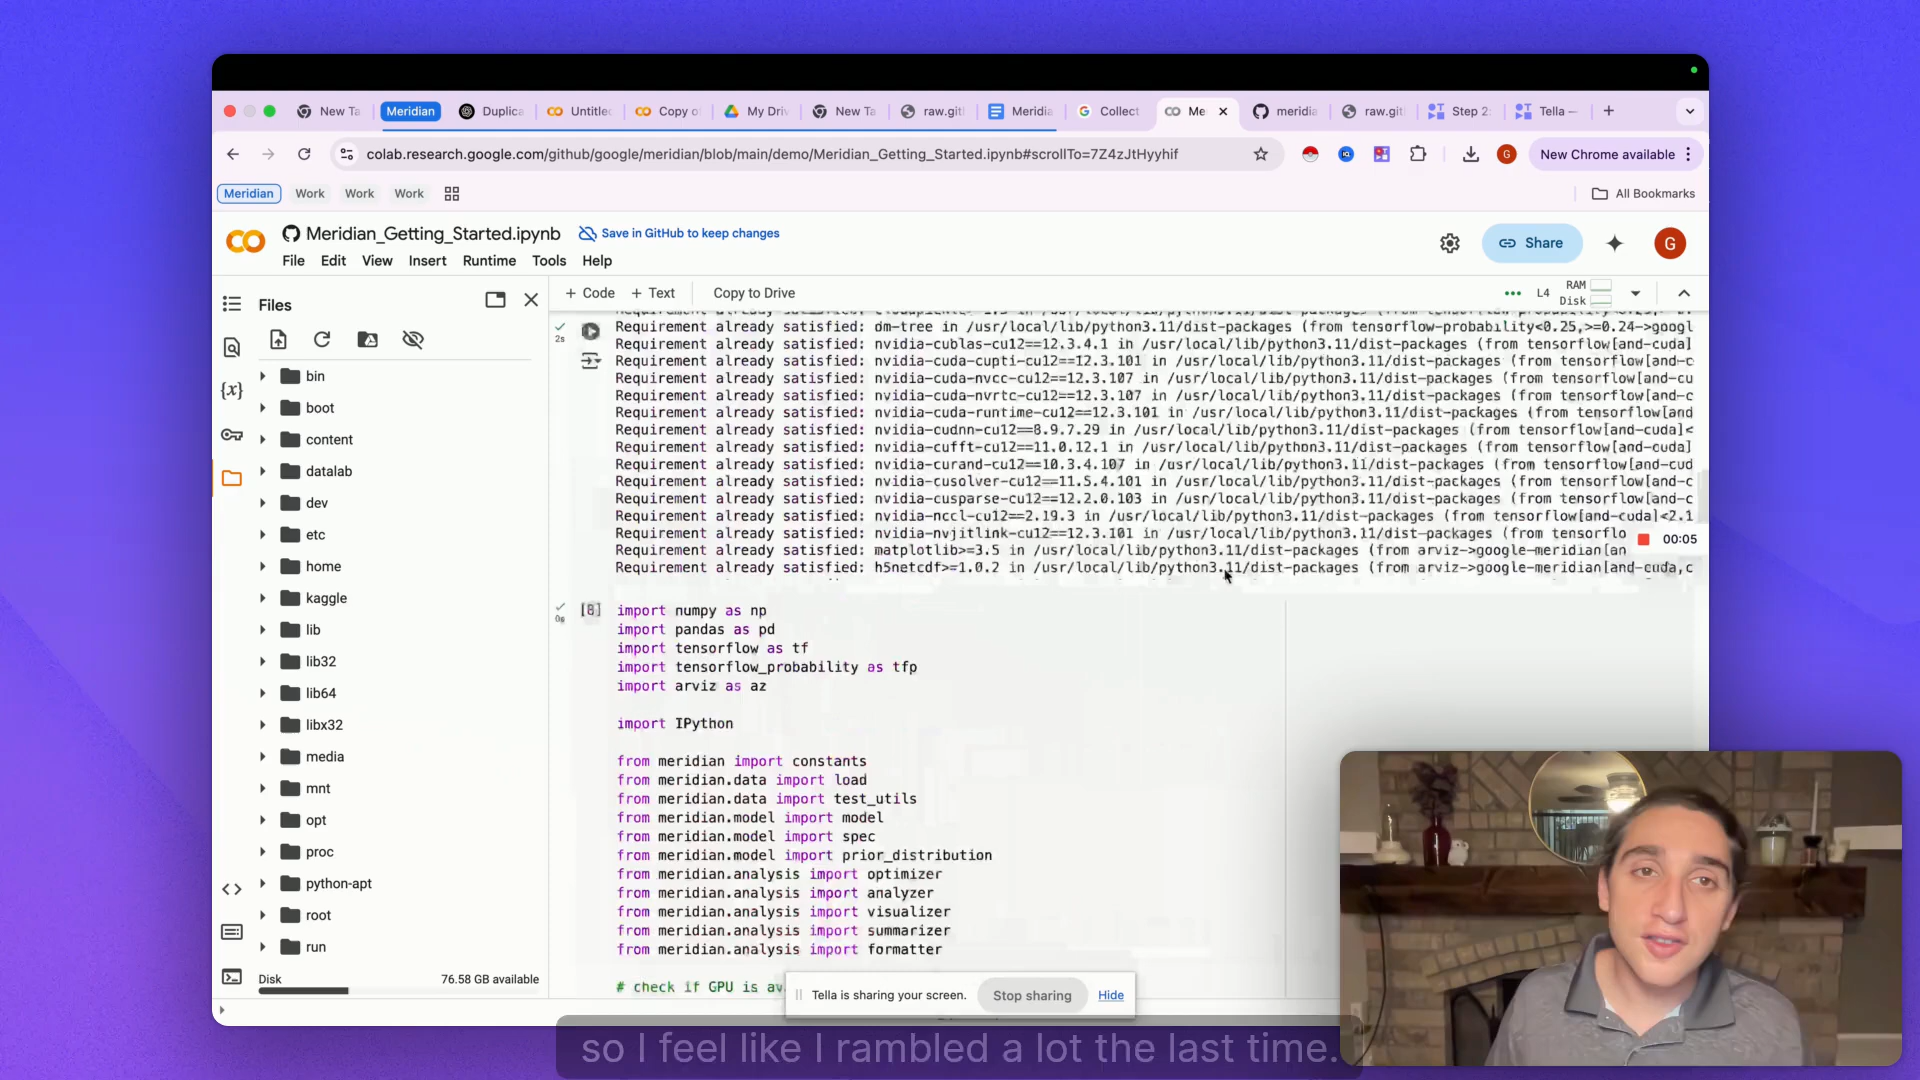 New Ta
Meridian
Duplica
Untitle
Copy o
My Driv
New Ta
raw.git
Meridia
Collect
Me
meridia
raw.git
Step 2:
Tella —
colab.research.google.com/github/google/meridian/blob/main/demo/Meridian_Getting_Started.ipynb#scrollTo=7Z4zJtHyyhif
G
New Chrome available
Meridian
Work
Work
Work
All Bookmarks
Meridian_Getting_Started.ipynb
Save in GitHub to keep changes
File Edit View Insert Runtime Tools Help
Share
G
Files
+ Code + Text
Copy to Drive
L4
RAM
Disk
bin
boot
content
datalab
dev
etc
home
kaggle
lib
lib32
lib64
libx32
media
mnt
opt
proc
python-apt
root
run
Disk
76.58 GB available
2s
Requirement already satisfied: dm-tree in /usr/local/lib/python3.11/dist-packages (from tensorflow-probability<0.25,>=0.24->googl
Requirement already satisfied: nvidia-cublas-cu12==12.3.4.1 in /usr/local/lib/python3.11/dist-packages (from tensorflow[and-cuda]
Requirement already satisfied: nvidia-cuda-cupti-cu12==12.3.101 in /usr/local/lib/python3.11/dist-packages (from tensorflow[and-c
Requirement already satisfied: nvidia-cuda-nvcc-cu12==12.3.107 in /usr/local/lib/python3.11/dist-packages (from tensorflow[and-cu
Requirement already satisfied: nvidia-cuda-nvrtc-cu12==12.3.107 in /usr/local/lib/python3.11/dist-packages (from tensorflow[and-c
Requirement already satisfied: nvidia-cuda-runtime-cu12==12.3.101 in /usr/local/lib/python3.11/dist-packages (from tensorflow[and
Requirement already satisfied: nvidia-cudnn-cu12==8.9.7.29 in /usr/local/lib/python3.11/dist-packages (from tensorflow[and-cuda]<
Requirement already satisfied: nvidia-cufft-cu12==11.0.12.1 in /usr/local/lib/python3.11/dist-packages (from tensorflow[and-cuda]
Requirement already satisfied: nvidia-curand-cu12==10.3.4.107 in /usr/local/lib/python3.11/dist-packages (from tensorflow[and-cud
Requirement already satisfied: nvidia-cusolver-cu12==11.5.4.101 in /usr/local/lib/python3.11/dist-packages (from tensorflow[and-c
Requirement already satisfied: nvidia-cusparse-cu12==12.2.0.103 in /usr/local/lib/python3.11/dist-packages (from tensorflow[and-c
Requirement already satisfied: nvidia-nccl-cu12==2.19.3 in /usr/local/lib/python3.11/dist-packages (from tensorflow[and-cuda]<2.1
Requirement already satisfied: nvidia-nvjitlink-cu12==12.3.101 in /usr/local/lib/python3.11/dist-packages (from tensorflo
Requirement already satisfied: matplotlib>=3.5 in /usr/local/lib/python3.11/dist-packages (from arviz->google-meridian[an
Requirement already satisfied: h5netcdf>=1.0.2 in /usr/local/lib/python3.11/dist-packages (from arviz->google-meridian[and-cuda,c
00:05
0s
[8]
import numpy as np
import pandas as pd
import tensorflow as tf
import tensorflow_probability as tfp
import arviz as az
import IPython
from meridian import constants
from meridian.data import load
from meridian.data import test_utils
from meridian.model import model
from meridian.model import spec
from meridian.model import prior_distribution
from meridian.analysis import optimizer
from meridian.analysis import analyzer
from meridian.analysis import visualizer
from meridian.analysis import summarizer
from meridian.analysis import formatter
# check if GPU is av
Tella is sharing your screen.
Stop sharing
Hide
so I feel like I rambled a lot the last time.